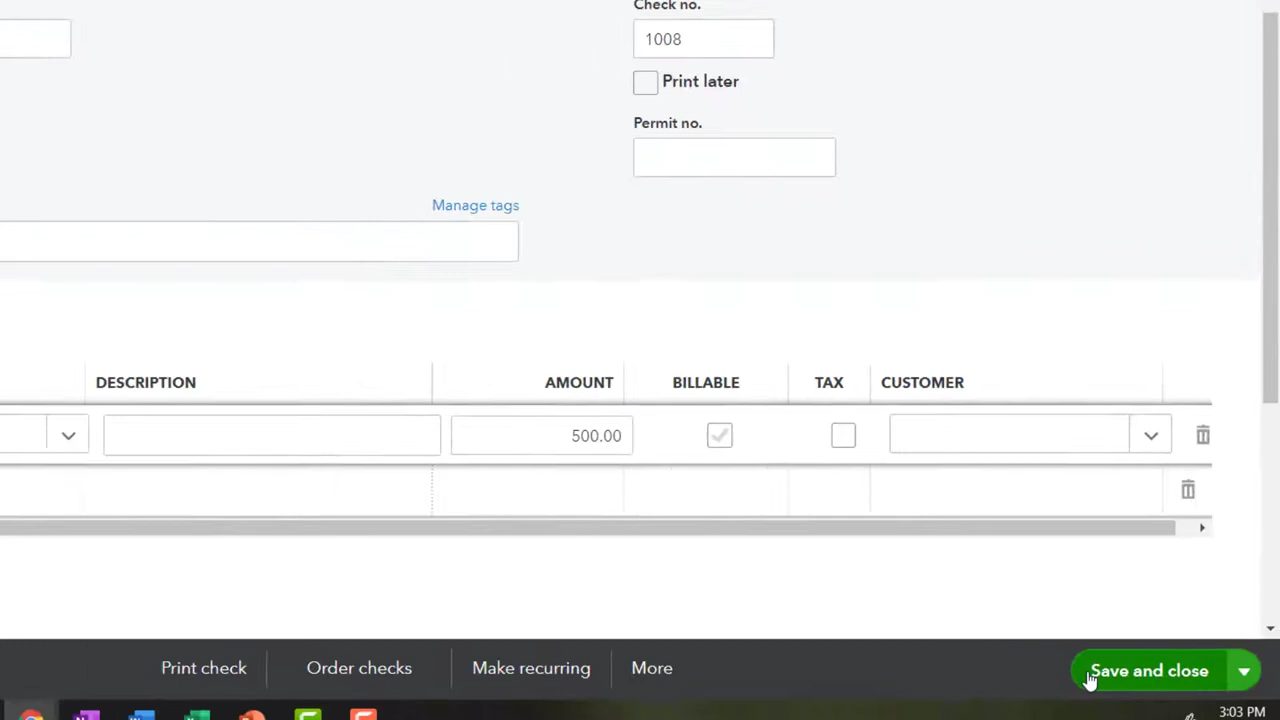 Check no.
1008
Print later
Permit no.
Manage tags
DESCRIPTION AMOUNT BILLABLE TAX CUSTOMER
500.00
Print check Order checks Make recurring More Save and close
3:03 PM